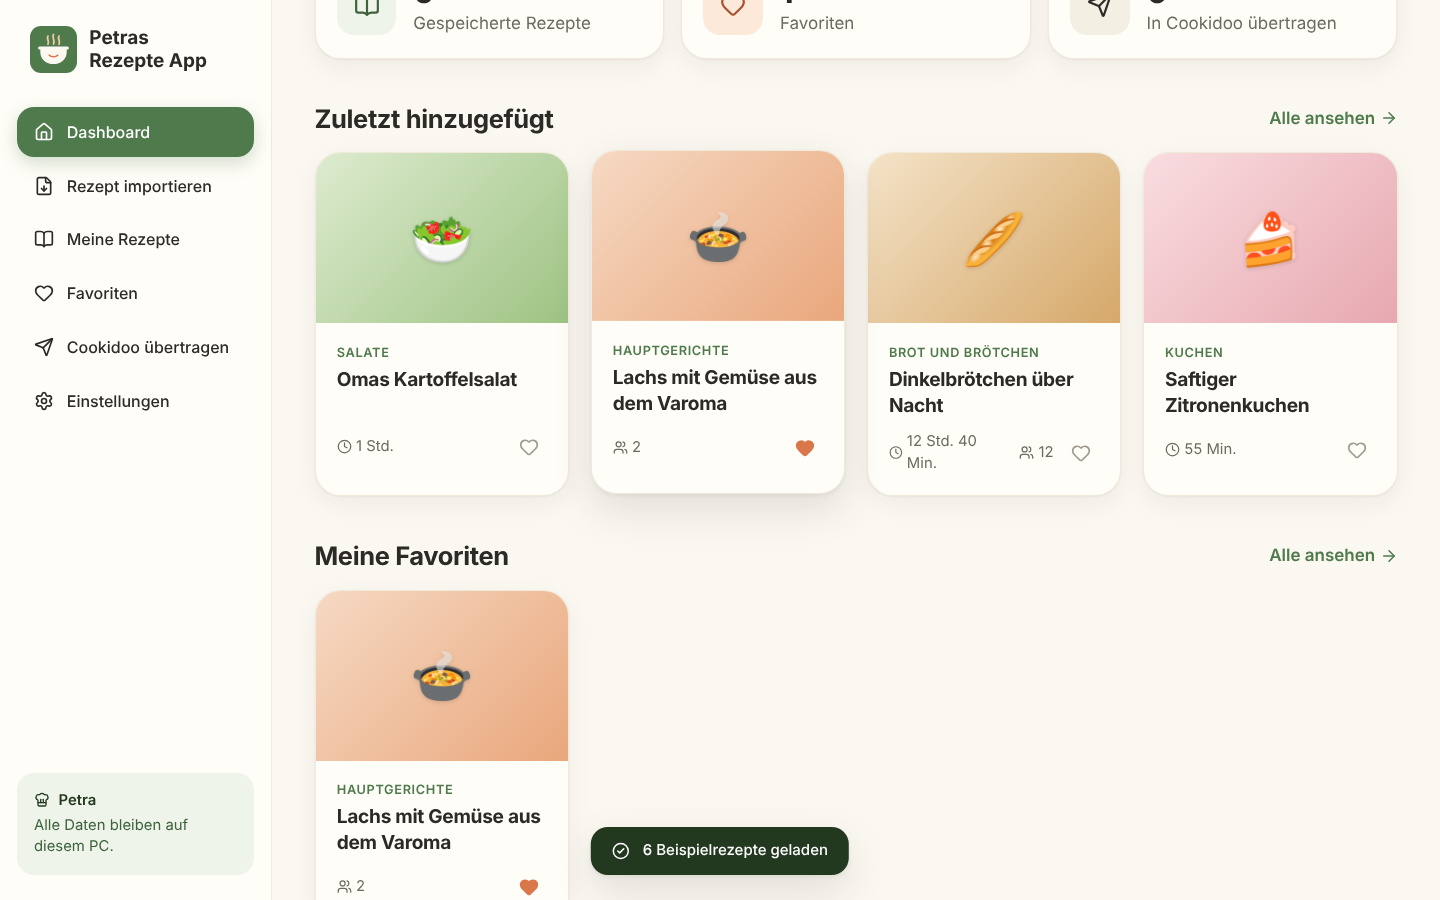 Petras
Rezepte App
Dashboard
Rezept importieren
Meine Rezepte
Favoriten
Cookidoo übertragen
Einstellungen
Petra
Alle Daten bleiben auf
diesem PC.
Gespeicherte Rezepte
Favoriten
In Cookidoo übertragen
Zuletzt hinzugefügt
Alle ansehen
SALATE
Omas Kartoffelsalat
1 Std.
HAUPTGERICHTE
Lachs mit Gemüse aus
dem Varoma
2
BROT UND BRÖTCHEN
Dinkelbrötchen über
Nacht
12 Std. 40
Min.
12
KUCHEN
Saftiger
Zitronenkuchen
55 Min.
Meine Favoriten
Alle ansehen
HAUPTGERICHTE
Lachs mit Gemüse aus
dem Varoma
2
6 Beispielrezepte geladen